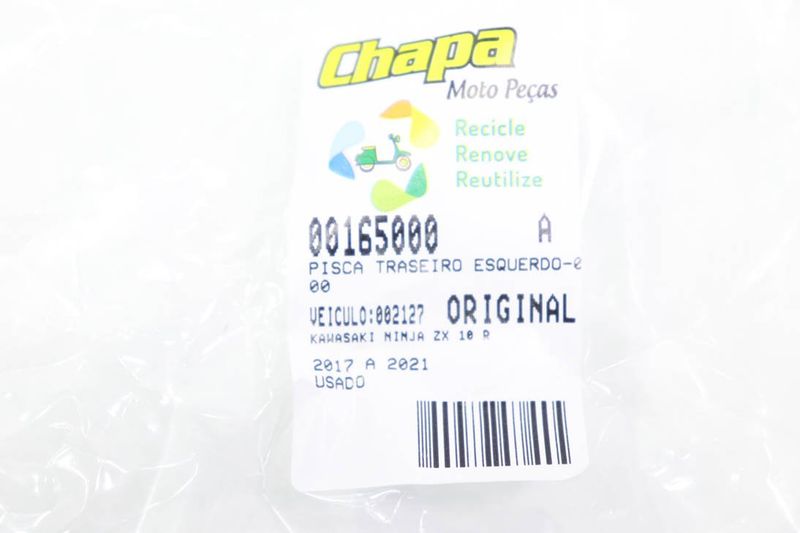 Chapa
Moto Peças
Recicle
Renove
Reutilize
00165000 A
PISCA TRASEIRO ESQUERDO-0
00
VEICULO:002127 ORIGINAL
KAWASAKI NINJA ZX 10 R
2017 A 2021
USADO